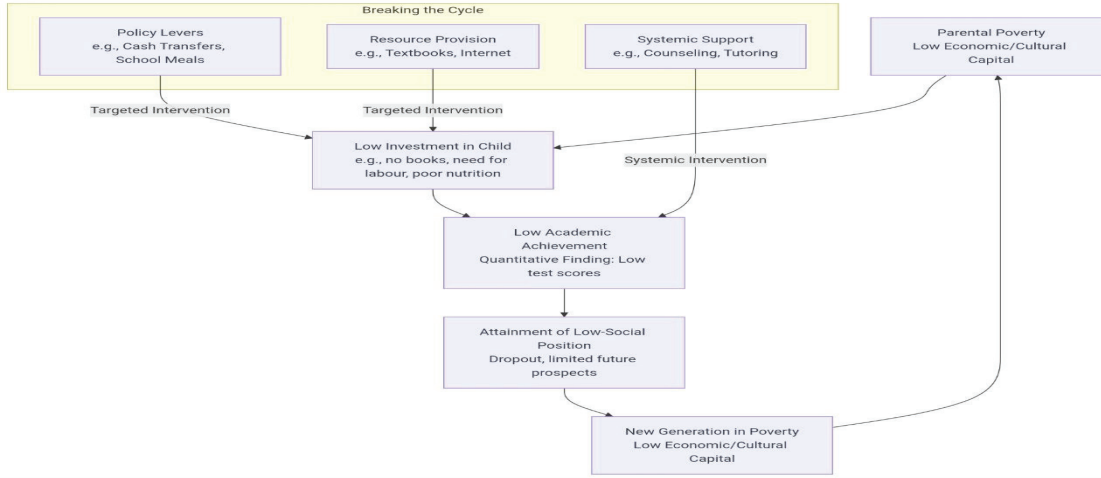 Breaking the Cycle
Policy Levers
e.g., Cash Transfers,
School Meals
Resource Provision
e.g., Textbooks, Internet
Systemic Support
e.g., Counseling, Tutoring
Parental Poverty
Low Economic/Cultural
Capital
Targeted Intervention
Targeted Intervention
Low Investment in Child
e.g., no books, need for
labour, poor nutrition
Systemic Intervention
Low Academic
Achievement
Quantitative Finding: Low
test scores
Attainment of Low-Social
Position
Dropout, limited future
prospects
New Generation in Poverty
Low Economic/Cultural
Capital